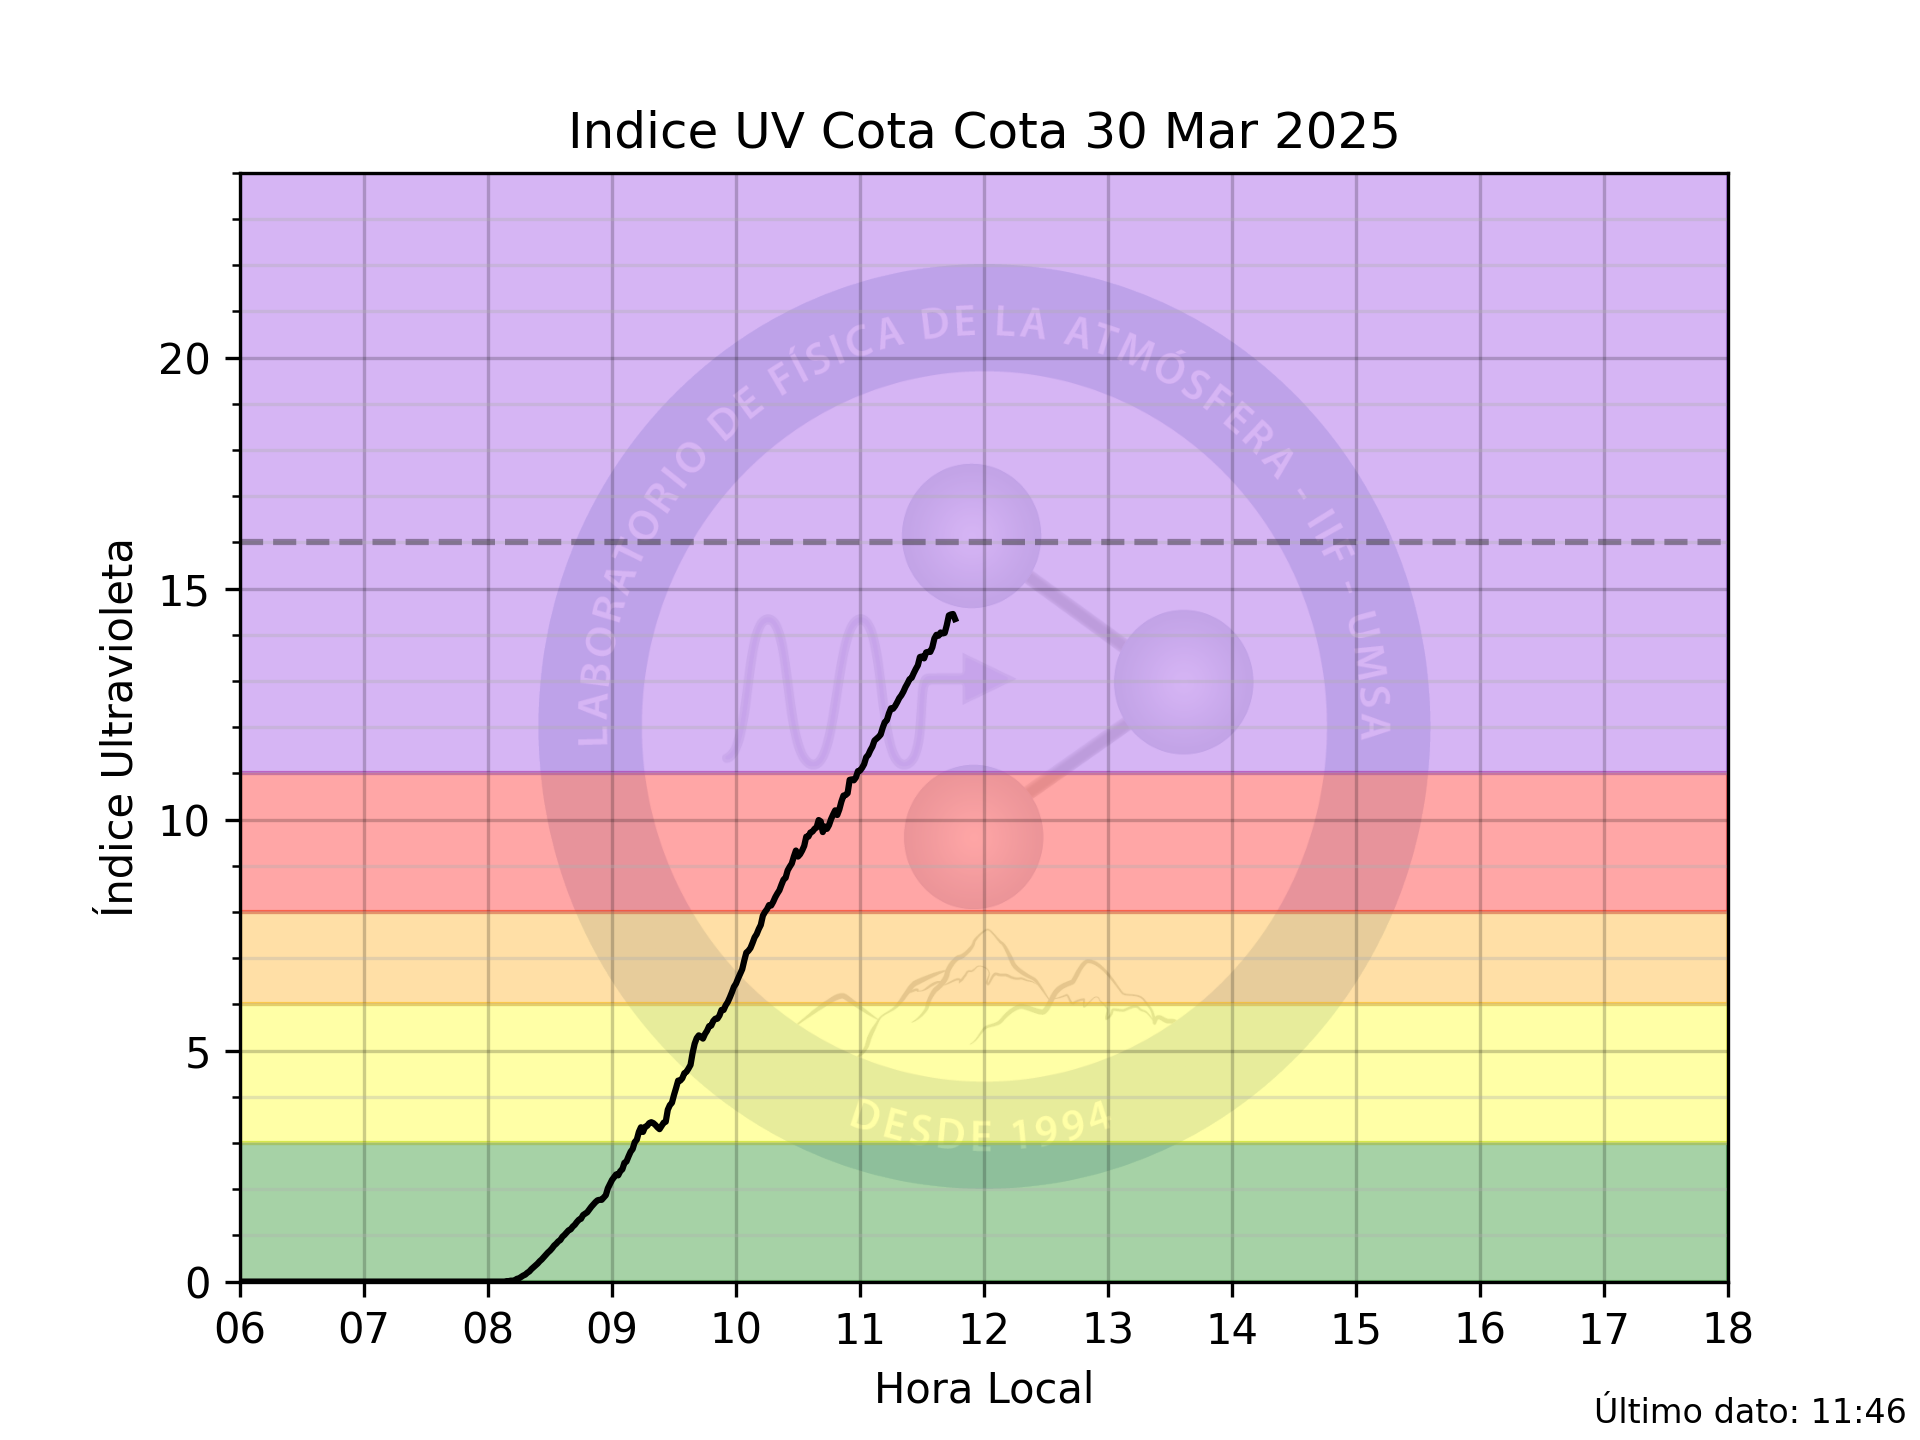 Indice UV Cota Cota 30 Mar 2025
LABORATORIO DE FÍSICA DE LA ATMÓSFERA - IIF - UMSA
DESDE 1994
Índice Ultravioleta
20
15
10
5
0
06 07 08 09 10 11 12 13 14 15 16 17 18
Hora Local
Último dato: 11:46